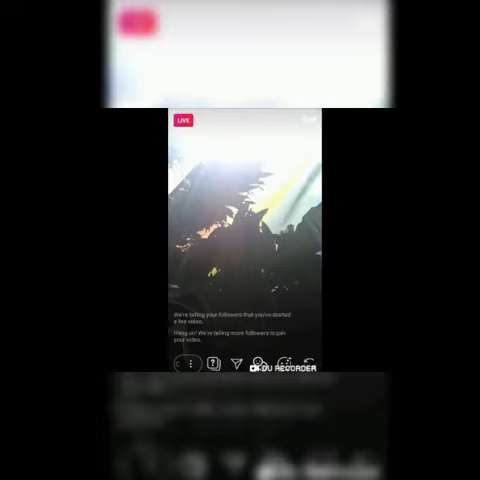 LIVE
We're telling your followers that you've started
a live video.
Hang on! We're telling more followers to join
your video.
DU RECORDER